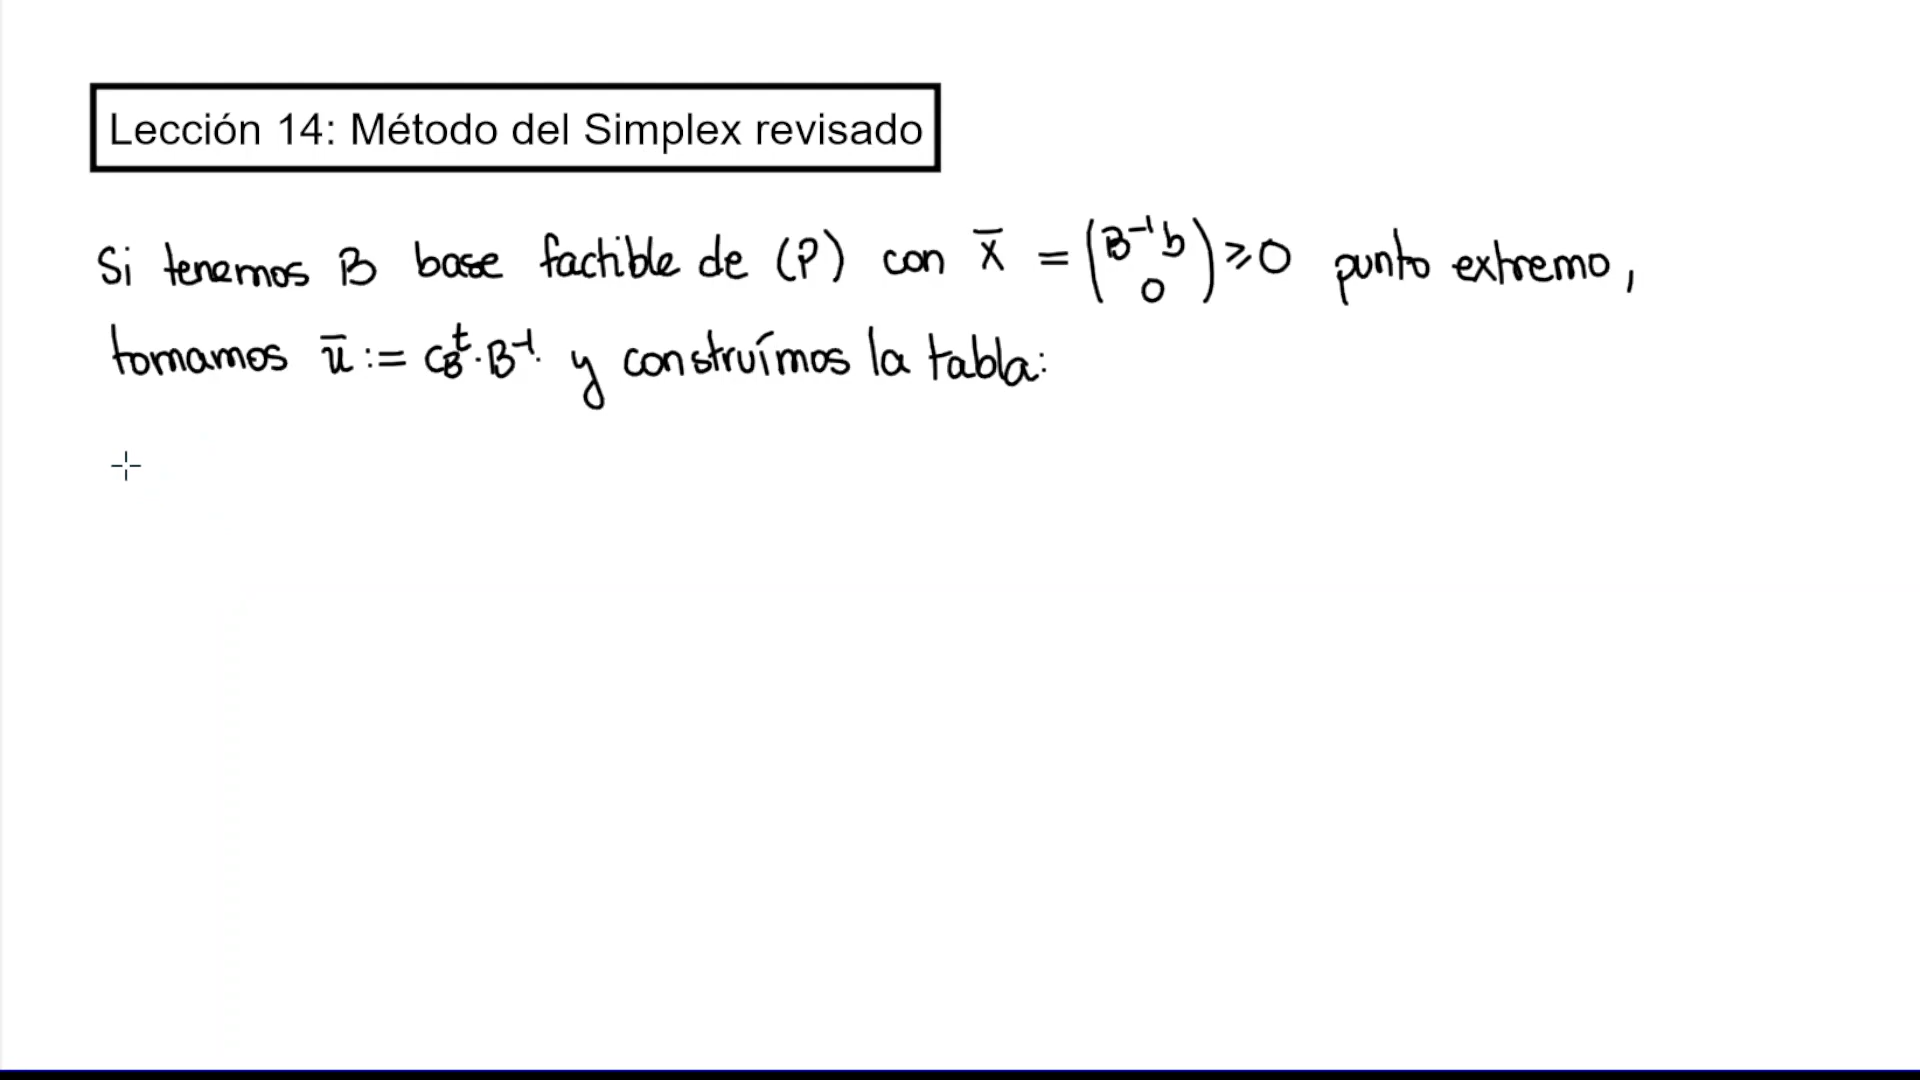 Lección 14: Método del Simplex revisado
Si tenemos B base factible de (P) con x̄ = (B⁻¹b 0) ≥ 0 punto extremo,
tomamos ū := c_Bᵗ · B⁻¹. y construímos la tabla: